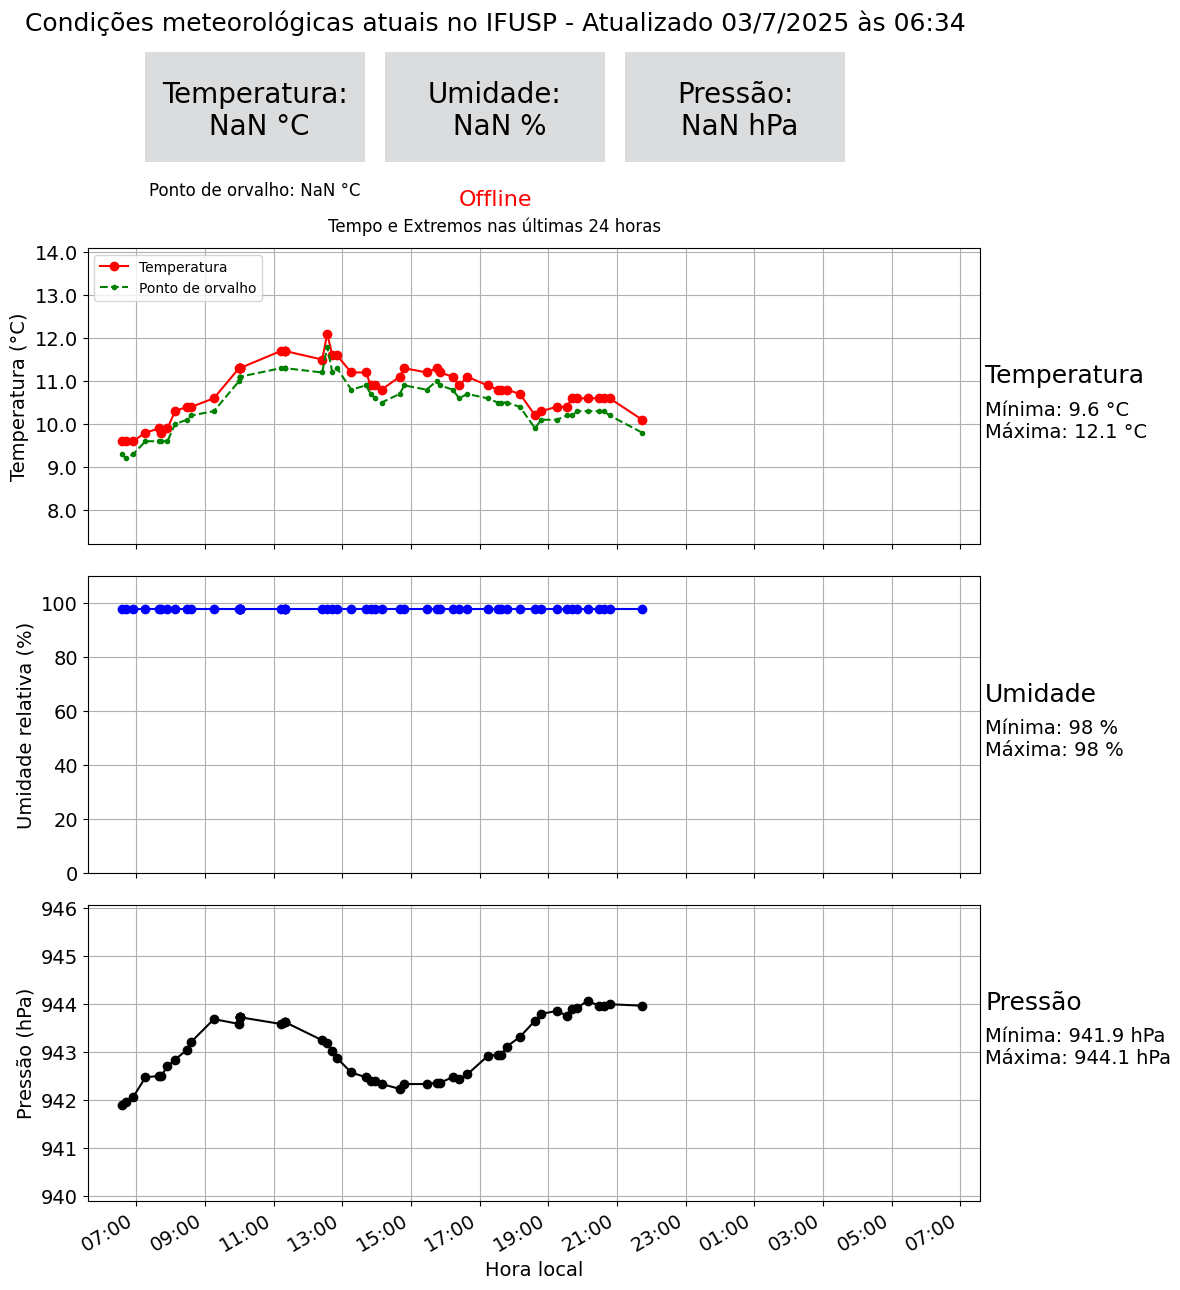 Condições meteorológicas atuais no IFUSP - Atualizado 03/7/2025 às 06:34
Temperatura:
NaN °C
Umidade:
NaN %
Pressão:
NaN hPa
Ponto de orvalho: NaN °C
Offline
Tempo e Extremos nas últimas 24 horas
14.0
13.0
12.0
11.0
10.0
9.0
8.0
Temperatura (°C)
Temperatura
Ponto de orvalho
Temperatura
Mínima: 9.6 °C
Máxima: 12.1 °C
100
80
60
40
20
0
Umidade relativa (%)
Umidade
Mínima: 98 %
Máxima: 98 %
946
945
944
943
942
941
940
Pressão (hPa)
Pressão
Mínima: 941.9 hPa
Máxima: 944.1 hPa
07:00 09:00 11:00 13:00 15:00 17:00 19:00 21:00 23:00 01:00 03:00 05:00 07:00
Hora local